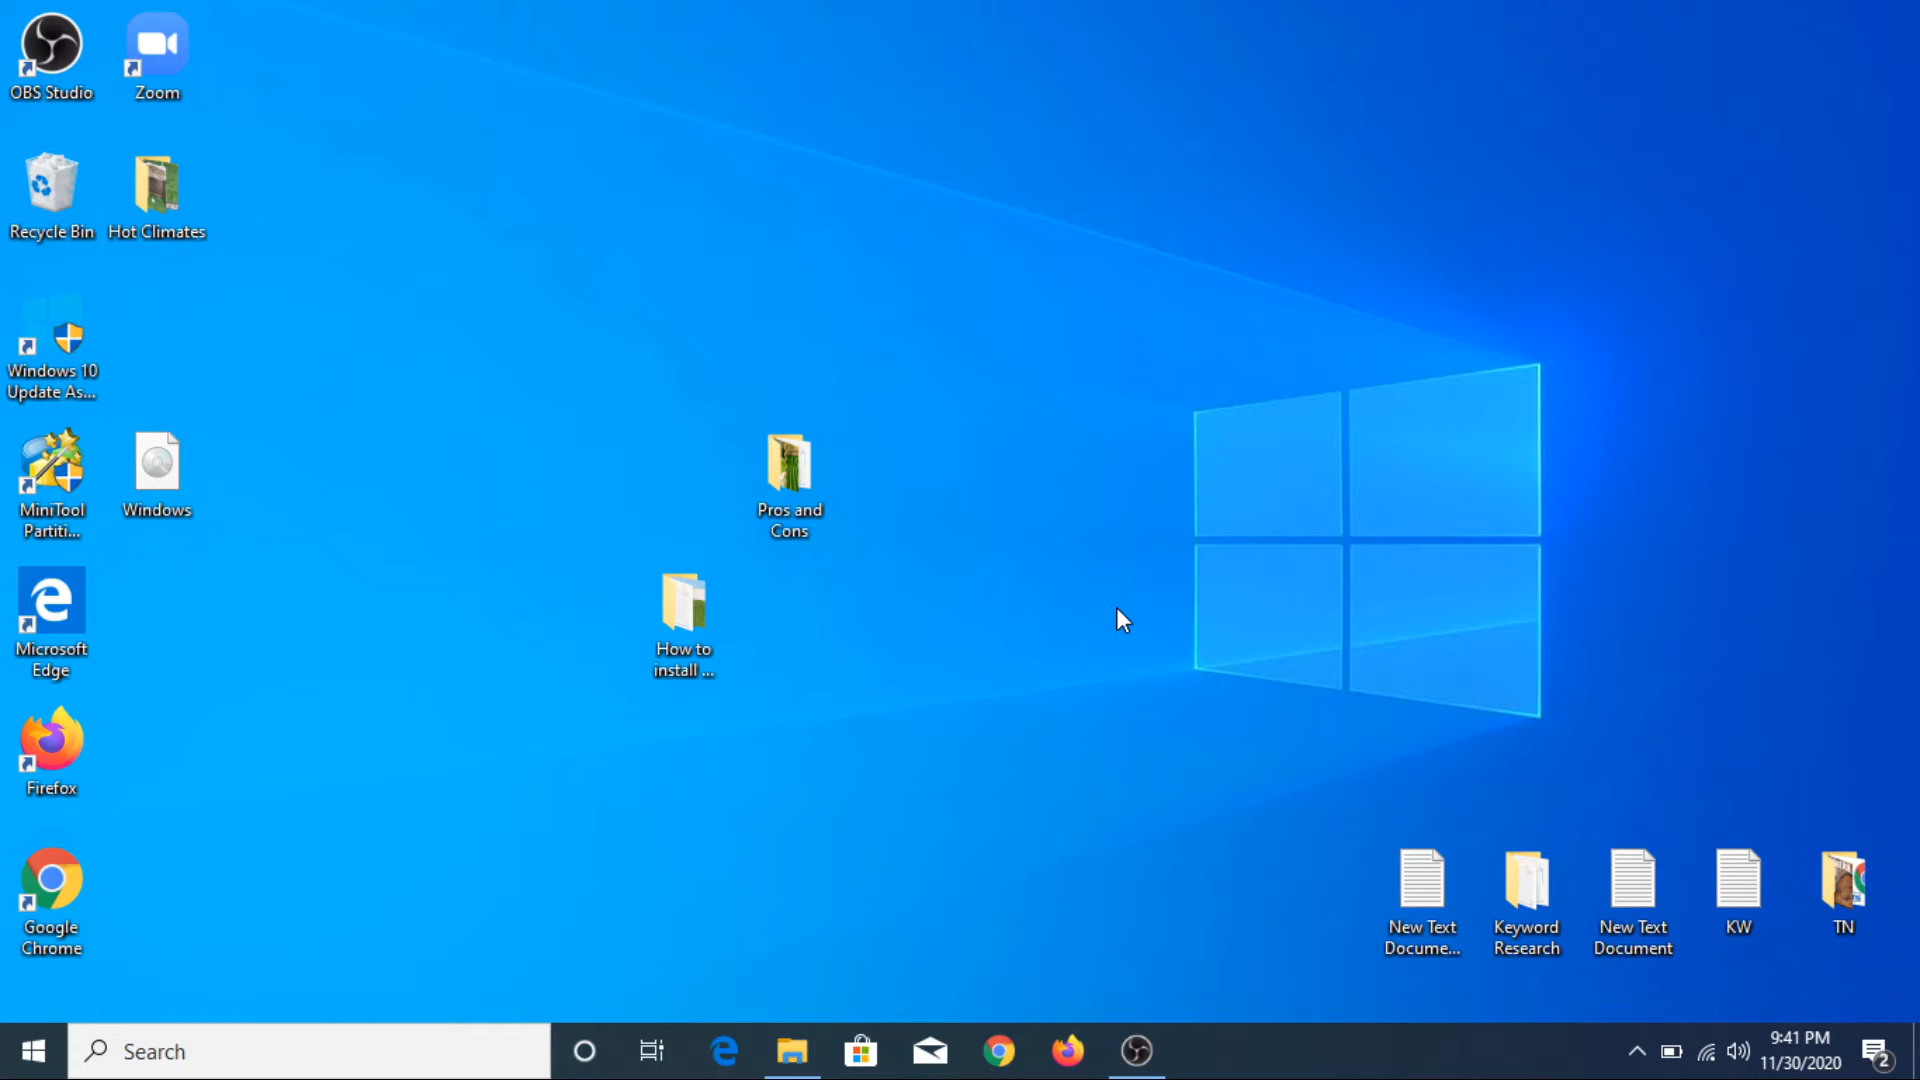 OBS Studio
Zoom
Recycle Bin
Hot Climates
Windows 10
Update As...
MiniTool
Partiti...
Windows
Pros and
Cons
Microsoft
Edge
How to
install ...
Firefox
Google
Chrome
New Text
Docume...
Keyword
Research
New Text
Document
KW
TN
Search
9:41 PM
11/30/2020
2